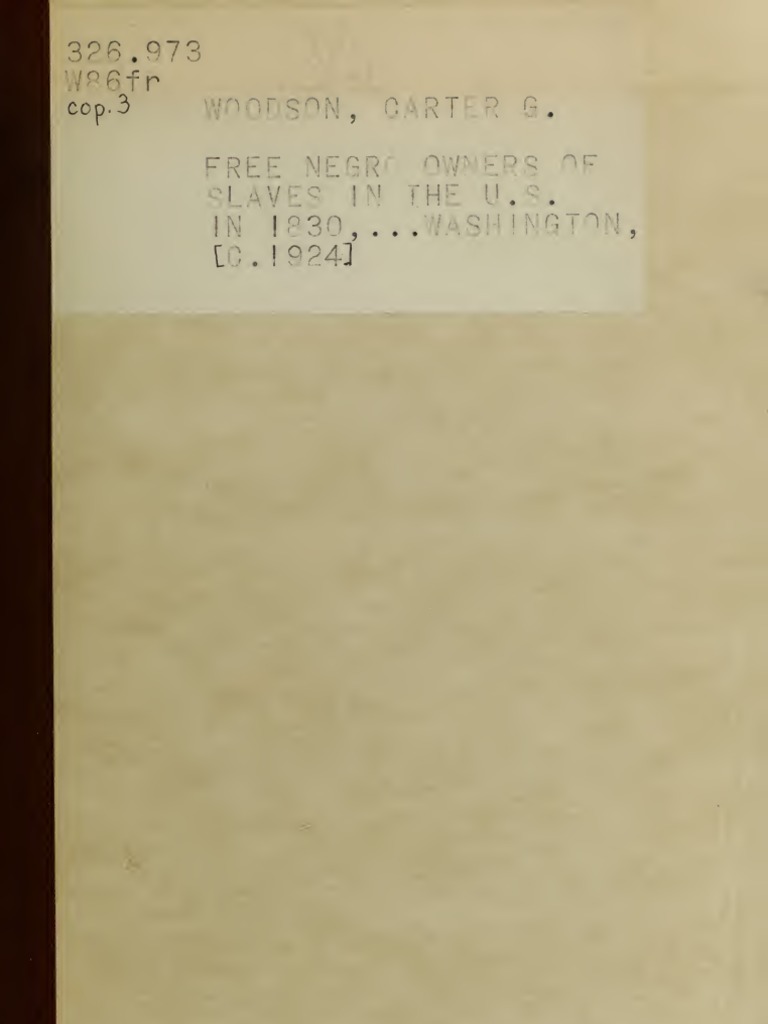 326.973
W86fr
cop.3
WOODSON, CARTER G.
FREE NEGRO OWNERS OF
SLAVES IN THE U.S.
IN 1830,...WASHINGTON,
[C.1924]